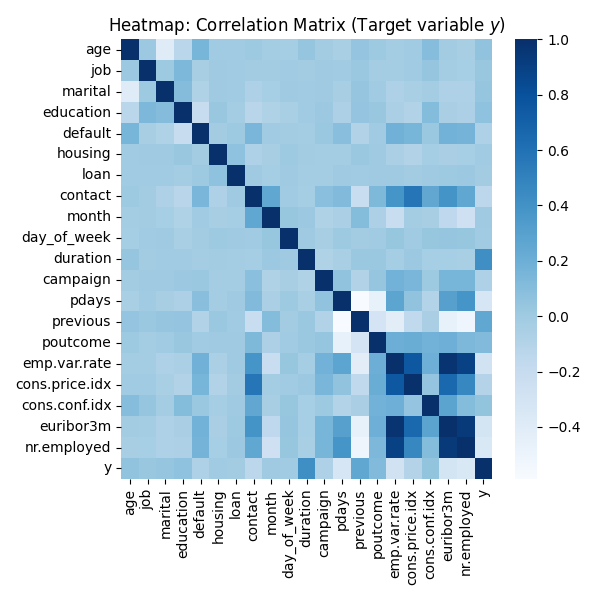 Heatmap: Correlation Matrix (Target variable y)
age
job
marital
education
default
housing
loan
contact
month
day_of_week
duration
campaign
pdays
previous
poutcome
emp.var.rate
cons.price.idx
cons.conf.idx
euribor3m
nr.employed
y
age
job
marital
education
default
housing
loan
contact
month
day_of_week
duration
campaign
pdays
previous
poutcome
emp.var.rate
cons.price.idx
cons.conf.idx
euribor3m
nr.employed
y
1.0
0.8
0.6
0.4
0.2
0.0
−0.2
−0.4